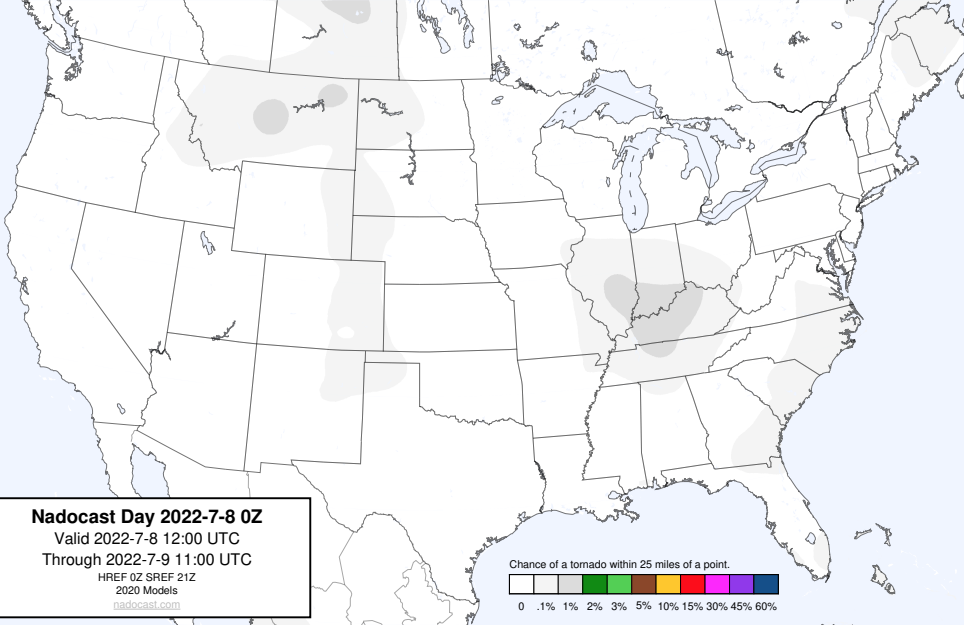 Nadocast Day 2022-7-8 0Z
Valid 2022-7-8 12:00 UTC
Through 2022-7-9 11:00 UTC
HREF 0Z SREF 21Z
2020 Models
nadocast.com
Chance of a tornado within 25 miles of a point.
0 .1% 1% 2% 3% 5% 10% 15% 30% 45% 60%